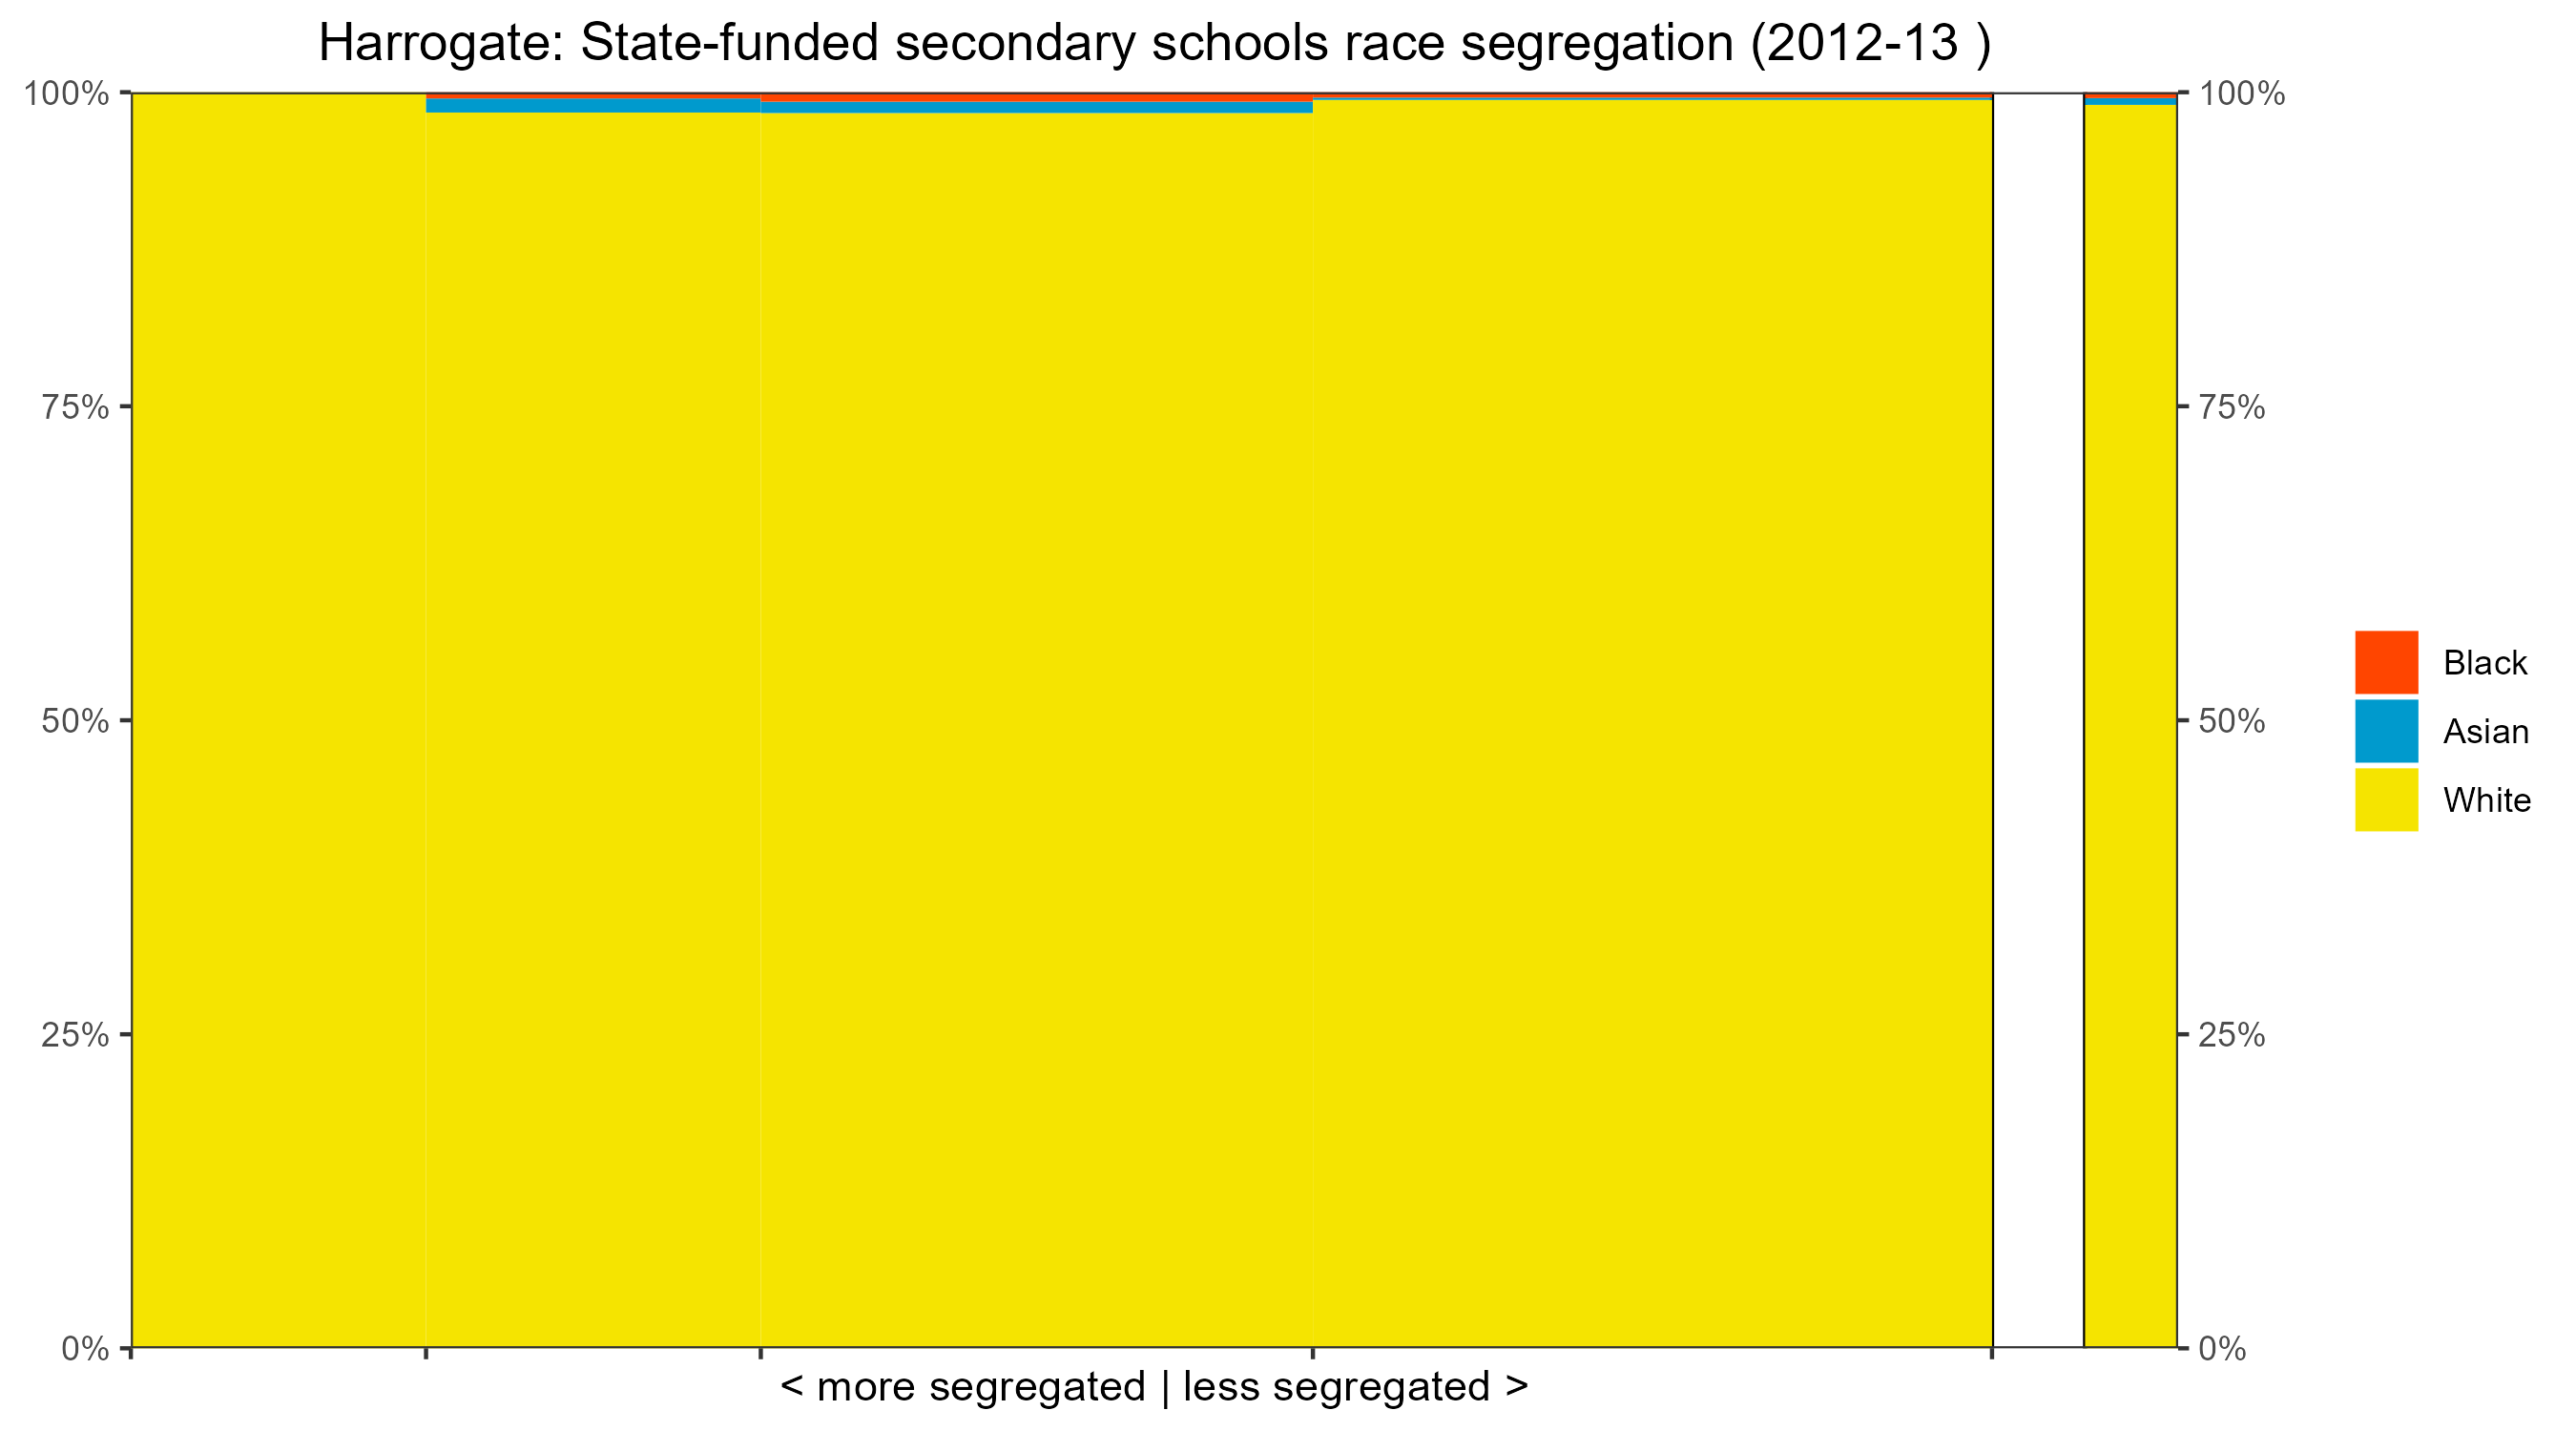 Harrogate: State-funded secondary schools race segregation (2012-13 )
100%
75%
50%
25%
0%
100%
75%
50%
25%
0%
Black
Asian
White
< more segregated | less segregated >